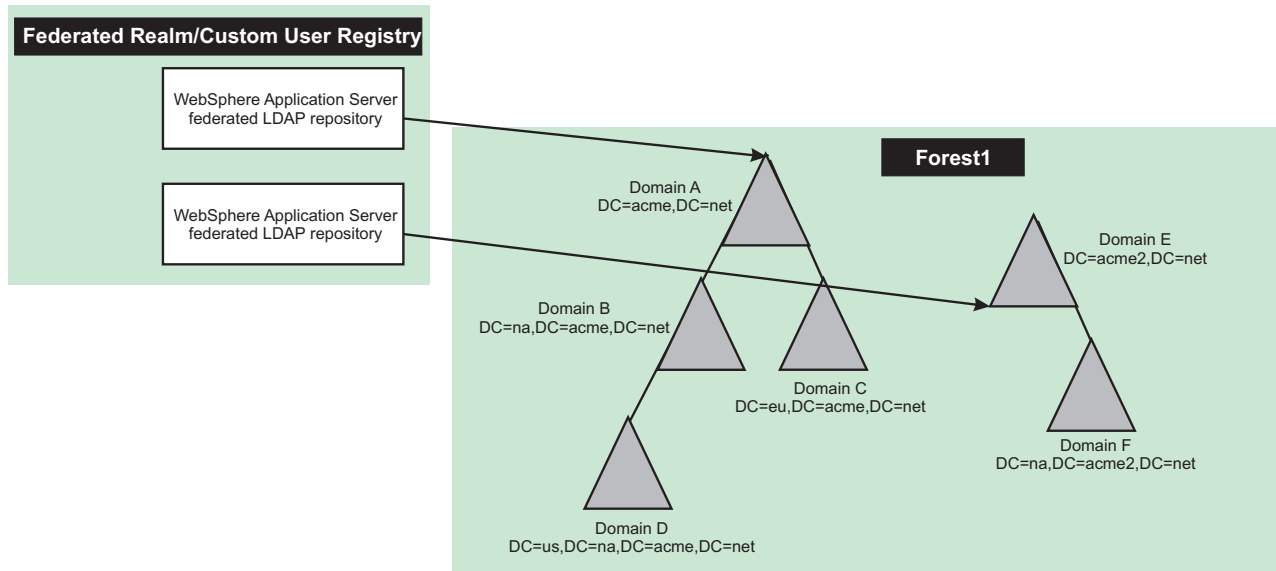 Federated Realm/Custom User Registry
WebSphere Application Server
federated LDAP repository
WebSphere Application Server
federated LDAP repository
Forest1
Domain A
DC=acme,DC=net
Domain E
DC=acme2,DC=net
Domain B
DC=na,DC=acme,DC=net
Domain C
DC=eu,DC=acme,DC=net
Domain F
DC=na,DC=acme2,DC=net
Domain D
DC=us,DC=na,DC=acme,DC=net